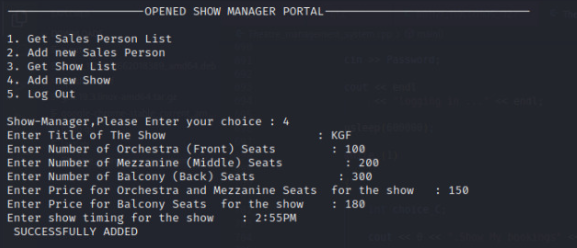 OPENED SHOW MANAGER PORTAL
1. Get Sales Person List
2. Add new Sales Person
3. Get Show List
4. Add new Show
5. Log Out
Show-Manager,Please Enter your choice : 4
Enter Title of The Show : KGF
Enter Number of Orchestra (Front) Seats : 100
Enter Number of Mezzanine (Middle) Seats : 200
Enter Number of Balcony (Back) Seats : 300
Enter Price for Orchestra and Mezzanine Seats for the show : 150
Enter Price for Balcony Seats for the show : 180
Enter show timing for the show : 2:55PM
SUCCESSFULLY ADDED